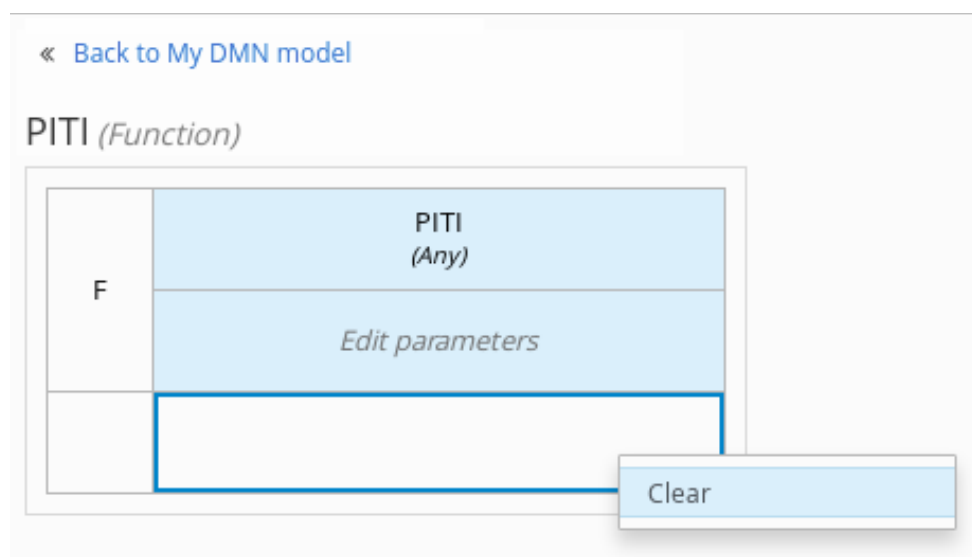 « Back to My DMN model
PITI (Function)
PITI
(Any)
F
Edit parameters
Clear